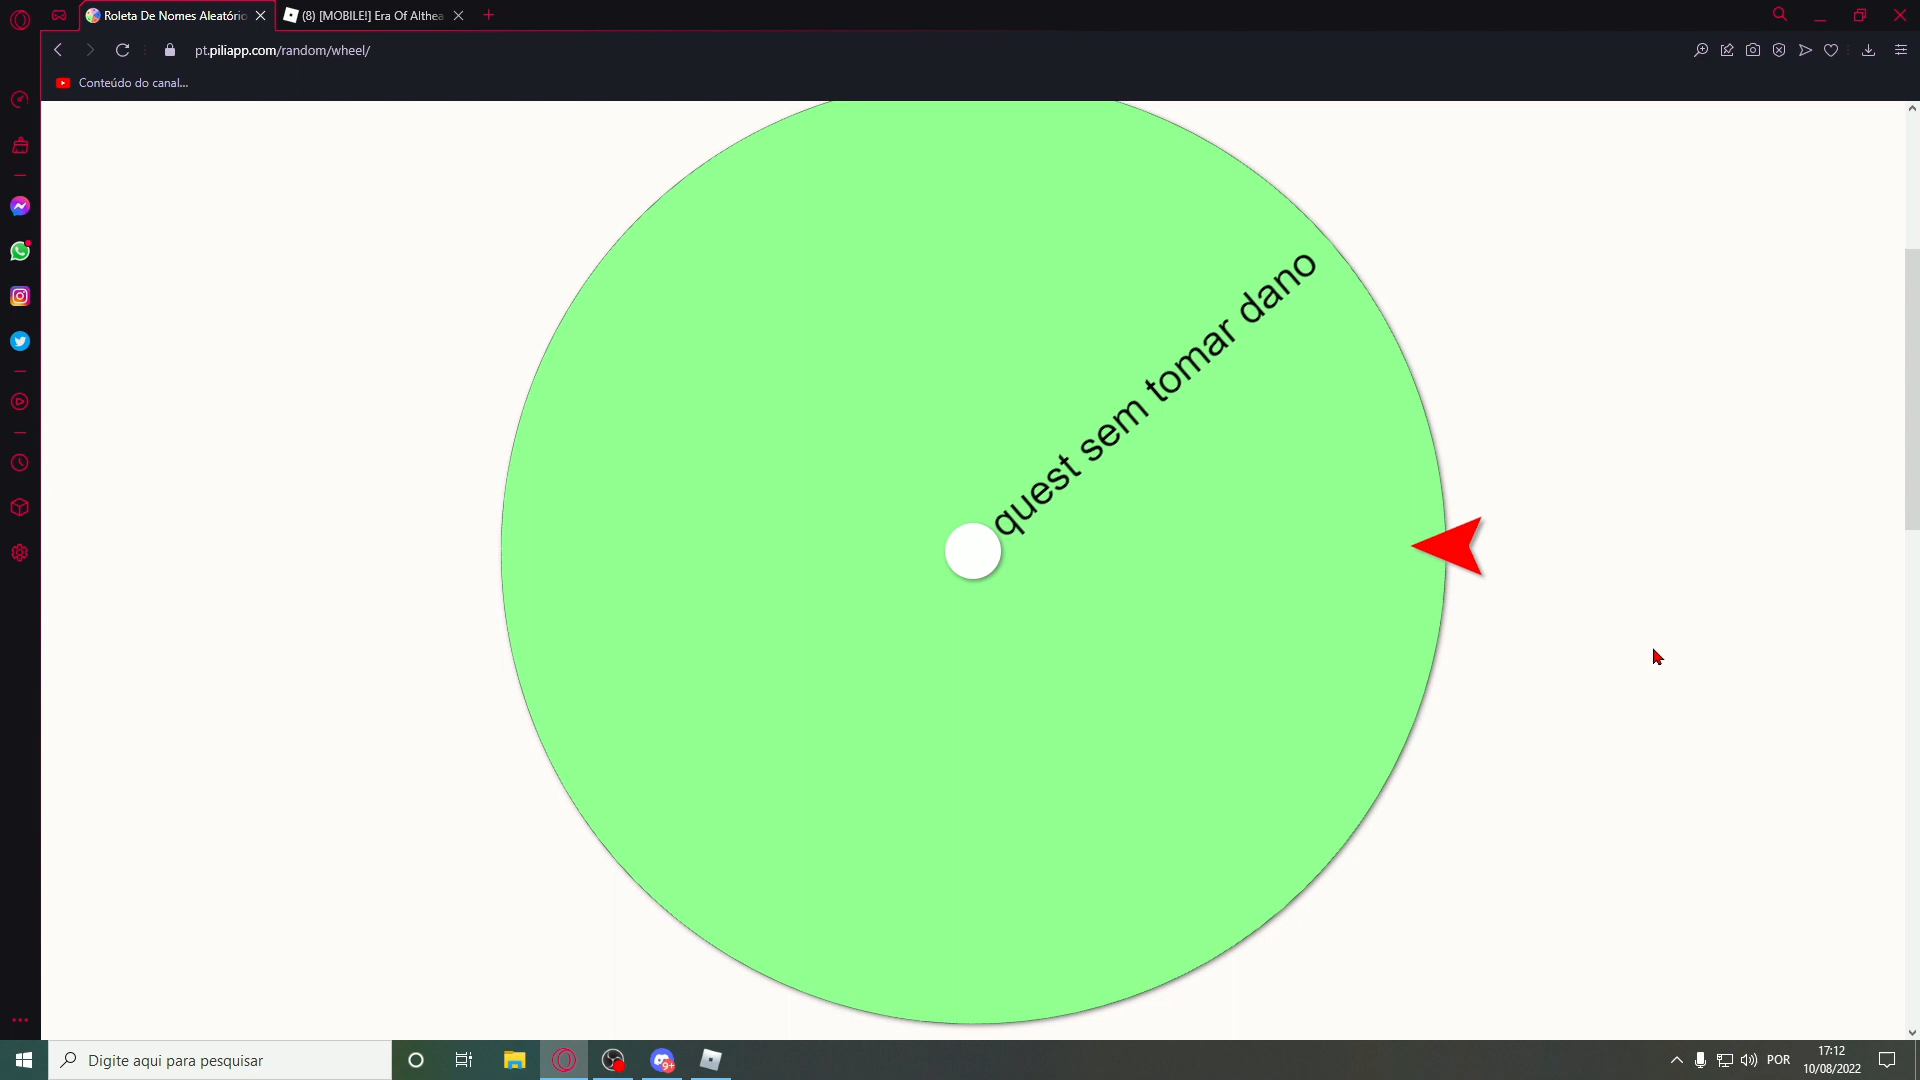 Roleta De Nomes Aleatório
(8) [MOBILE!] Era Of Althea
pt.piliapp.com/random/wheel/
Conteúdo do canal...
quest sem tomar dano
Digite aqui para pesquisar
9+
POR
17:12
10/08/2022